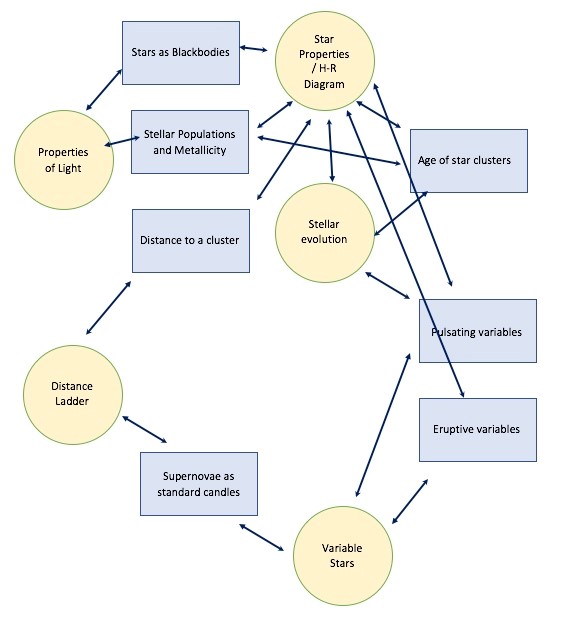 Star
Properties
/ H-R
Diagram
Stars as Blackbodies
Properties
of Light
Stellar Populations
and Metallicity
Age of star clusters
Distance to a cluster
Stellar
evolution
Pulsating variables
Distance
Ladder
Eruptive variables
Supernovae as
standard candles
Variable
Stars